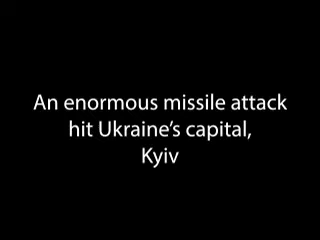 An enormous missile attack
hit Ukraine’s capital,
Kyiv